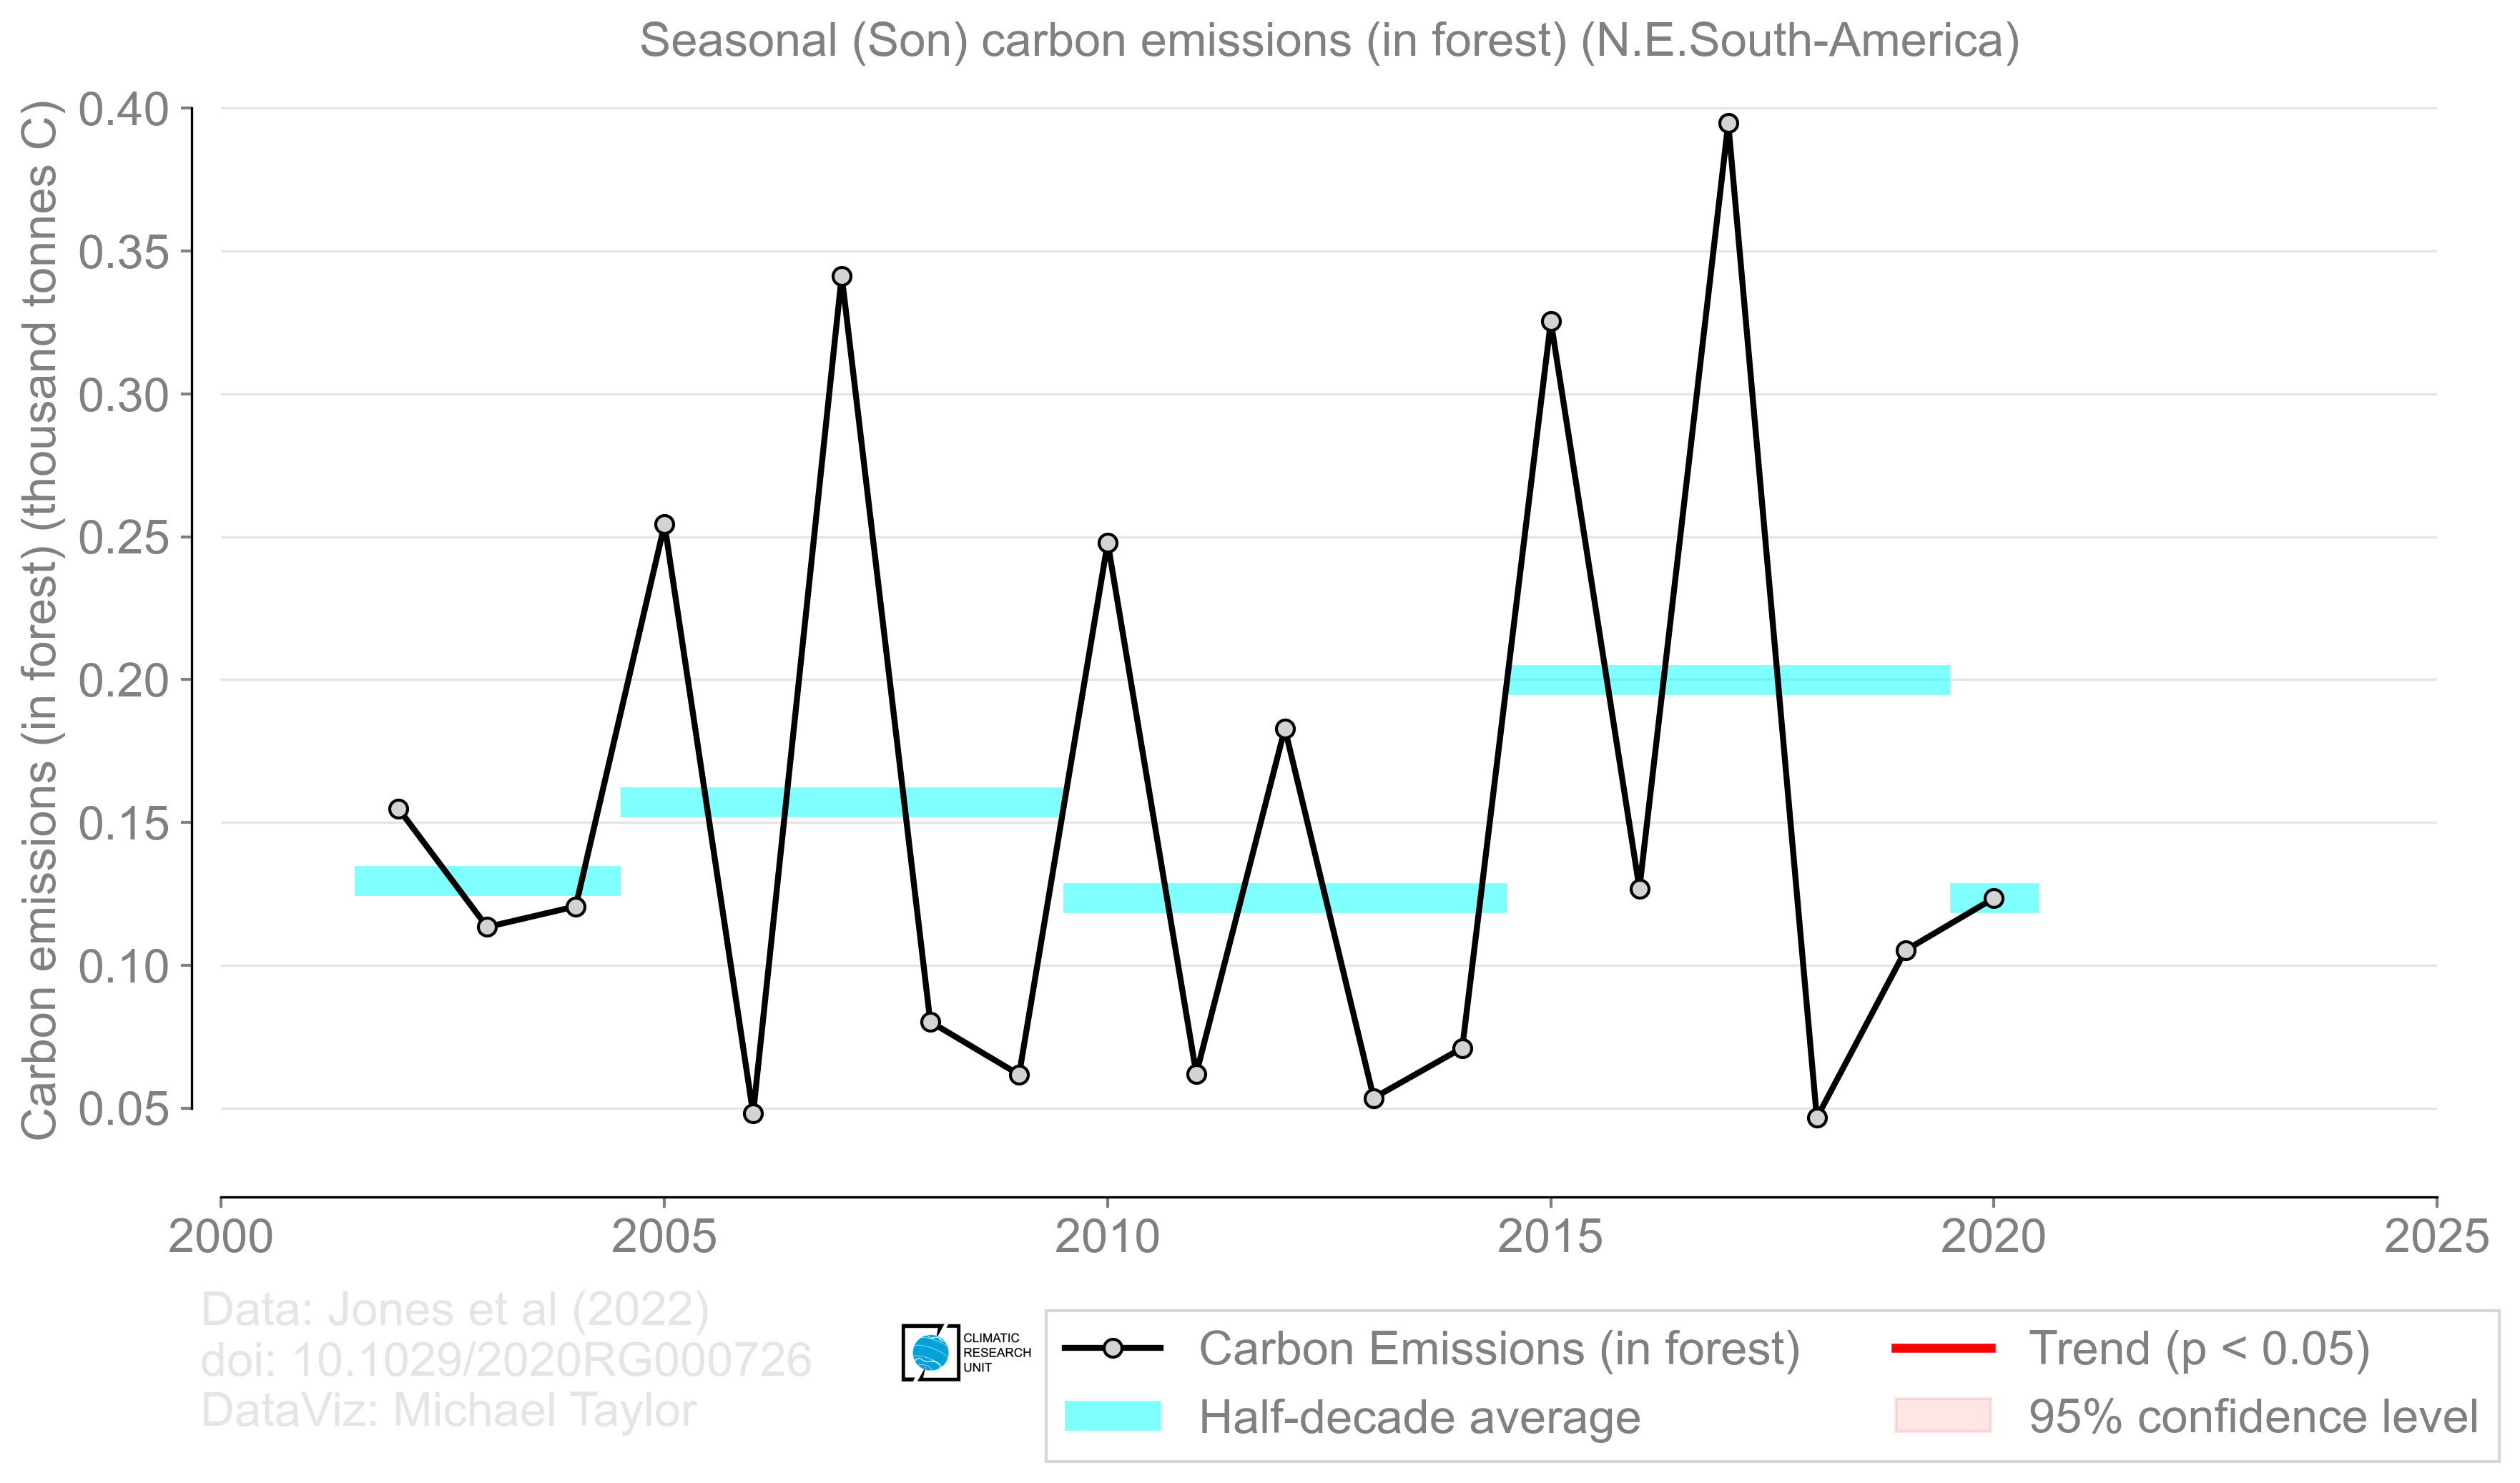 Seasonal (Son) carbon emissions (in forest) (N.E.South-America)
Carbon emissions (in forest) (thousand tonnes C)
0.40
0.35
0.30
0.25
0.20
0.15
0.10
0.05
2000 2005 2010 2015 2020 2025
Data: Jones et al (2022)
doi: 10.1029/2020RG000726
DataViz: Michael Taylor
CLIMATIC
RESEARCH
UNIT
Carbon Emissions (in forest)
Half-decade average
Trend (p < 0.05)
95% confidence level